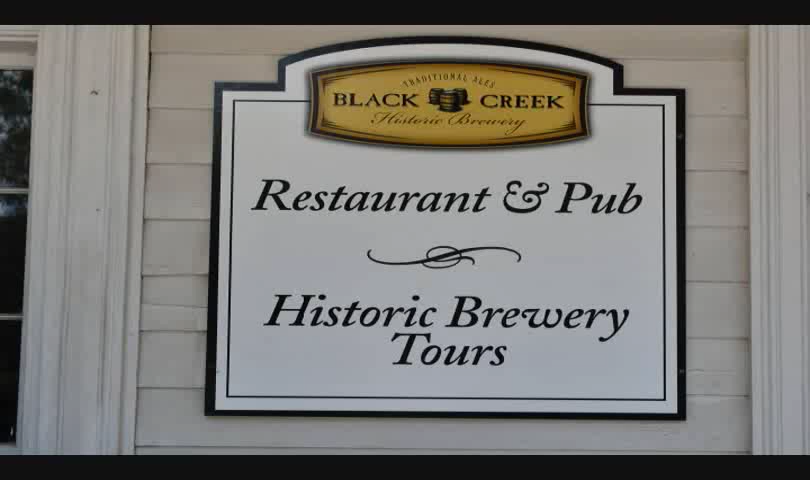 TRADITIONAL ALES
BLACK CREEK
Historic Brewery
Restaurant & Pub
Historic Brewery
Tours